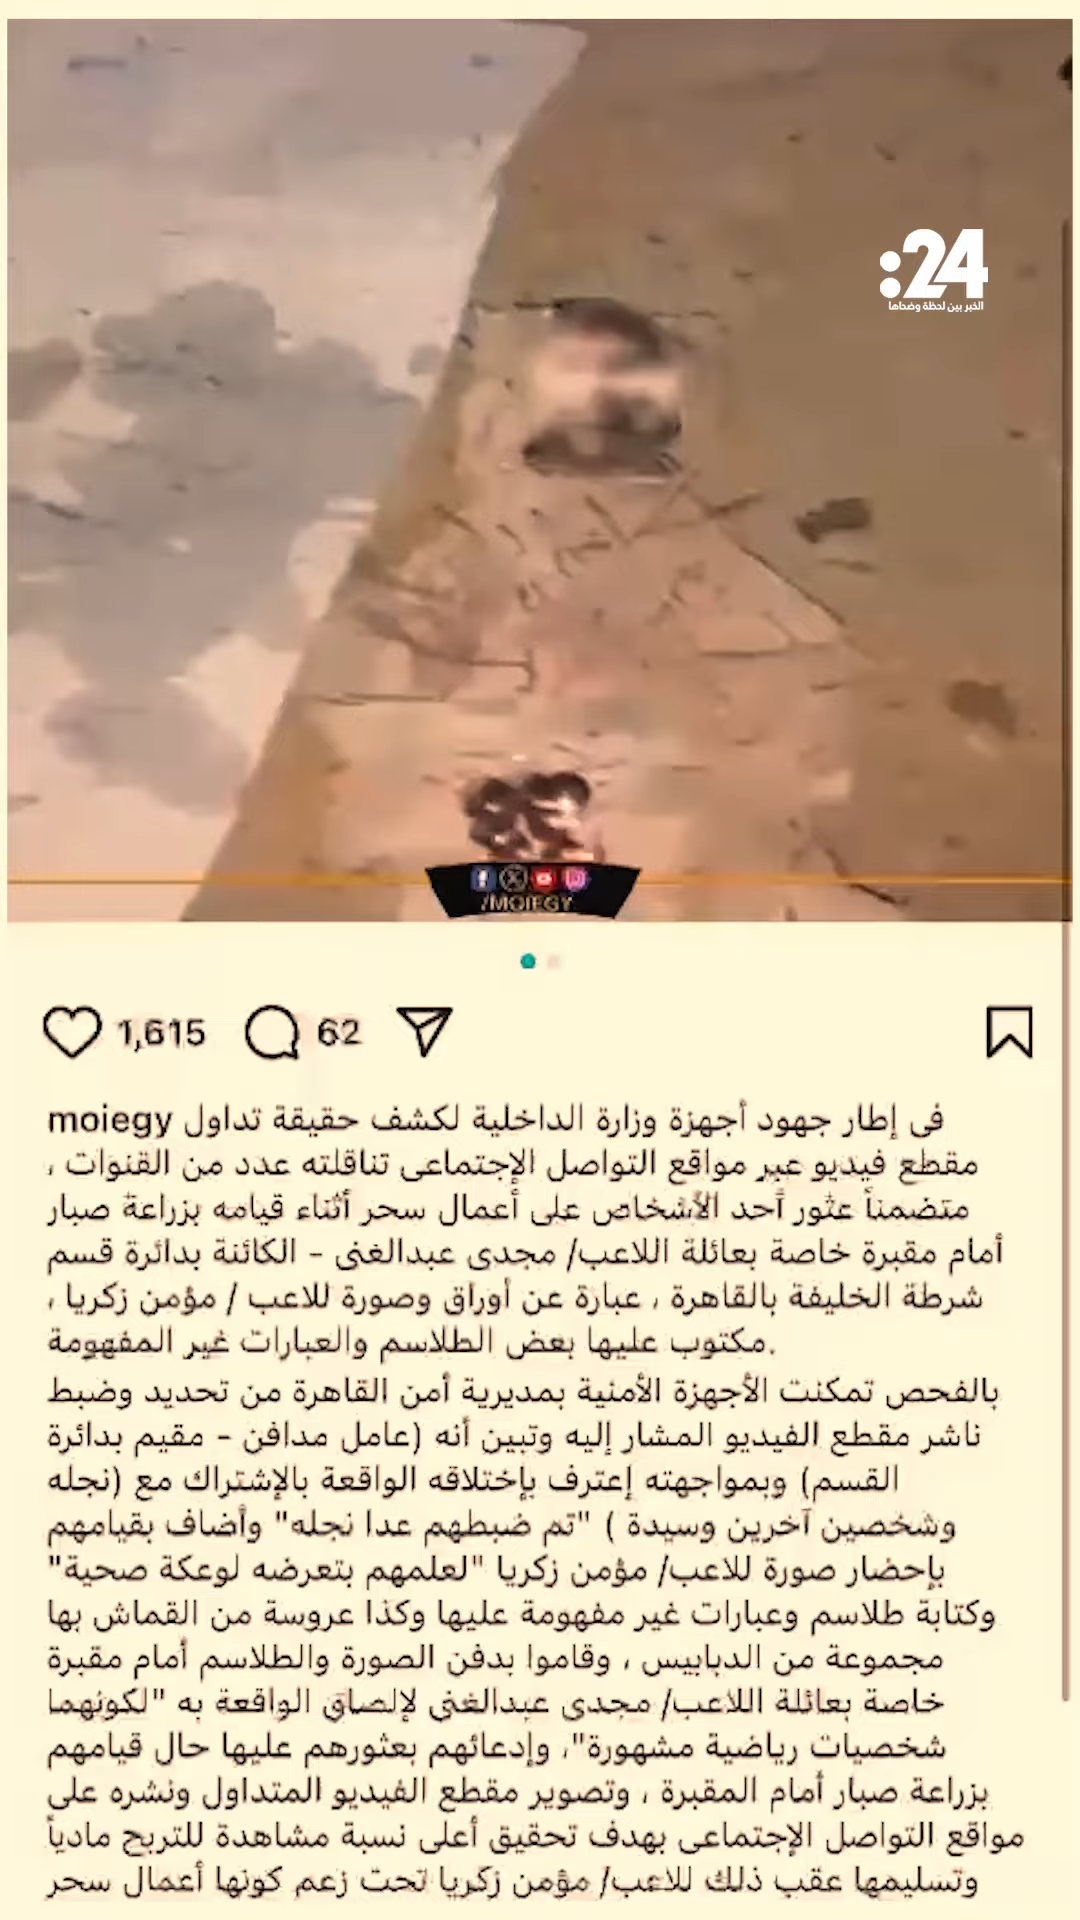 :24
الخبر بين لحظة وضحاها
/MOIEGY
1,615
62
moiegy فى إطار جهود أجهزة وزارة الداخلية لكشف حقيقة تداول
مقطع فيديو عبر مواقع التواصل الإجتماعى تناقلته عدد من القنوات ،
متضمناً عثور أحد الأشخاص على أعمال سحر أثناء قيامه بزراعة صبار
أمام مقبرة خاصة بعائلة اللاعب/ مجدى عبدالغنى - الكائنة بدائرة قسم
شرطة الخليفة بالقاهرة ، عبارة عن أوراق وصورة للاعب / مؤمن زكريا ،
مكتوب عليها بعض الطلاسم والعبارات غير المفهومة.
بالفحص تمكنت الأجهزة الأمنية بمديرية أمن القاهرة من تحديد وضبط
ناشر مقطع الفيديو المشار إليه وتبين أنه (عامل مدافن - مقيم بدائرة
القسم) وبمواجهته إعترف بإختلاقه الواقعة بالإشتراك مع (نجله
وشخصين آخرين وسيدة ) "تم ضبطهم عدا نجله" وأضاف بقيامهم
بإحضار صورة للاعب/ مؤمن زكريا "لعلمهم بتعرضه لوعكة صحية"
وكتابة طلاسم وعبارات غير مفهومة عليها وكذا عروسة من القماش بها
مجموعة من الدبابيس ، وقاموا بدفن الصورة والطلاسم أمام مقبرة
خاصة بعائلة اللاعب/ مجدى عبدالغنى لإلصاق الواقعة به "لكونهما
شخصيات رياضية مشهورة"، وإدعائهم بعثورهم عليها حال قيامهم
بزراعة صبار أمام المقبرة ، وتصوير مقطع الفيديو المتداول ونشره على
مواقع التواصل الإجتماعى بهدف تحقيق أعلى نسبة مشاهدة للتربح مادياً
وتسليمها عقب ذلك للاعب/ مؤمن زكريا تحت زعم كونها أعمال سحر